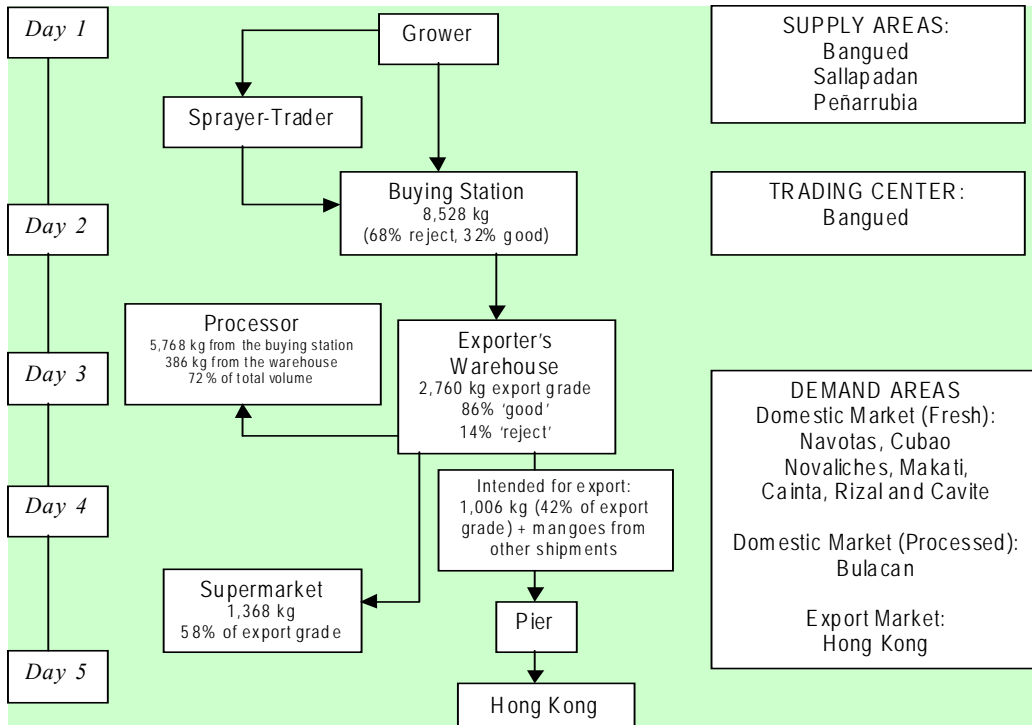 Day 1
Grower
Sprayer-Trader
SUPPLY AREAS:
Bangued
Sallapadan
Peñarrubia
Day 2
Buying Station
8,528 kg
(68% reject, 32% good)
TRADING CENTER:
Bangued
Day 3
Processor
5,768 kg from the buying station
386 kg from the warehouse
72% of total volume
Exporter's
Warehouse
2,760 kg export grade
86% ‘good’
14% ‘reject’
DEMAND AREAS
Domestic Market (Fresh):
Navotas, Cubao
Novaliches, Makati,
Cainta, Rizal and Cavite
Domestic Market (Processed):
Bulacan
Export Market:
Hong Kong
Day 4
Intended for export:
1,006 kg (42% of export
grade) + mangoes from
other shipments
Supermarket
1,368 kg
58% of export grade
Pier
Day 5
Hong Kong